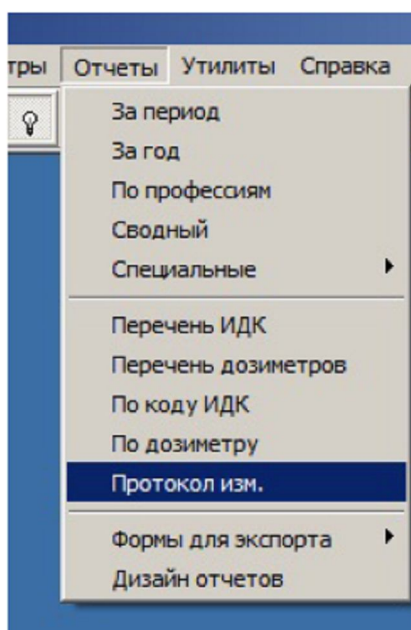 тры Отчеты Утилиты Справка
За период
За год
По профессиям
Сводный
Специальные
Перечень ИДК
Перечень дозиметров
По коду ИДК
По дозиметру
Протокол изм.
Формы для экспорта
Дизайн отчетов